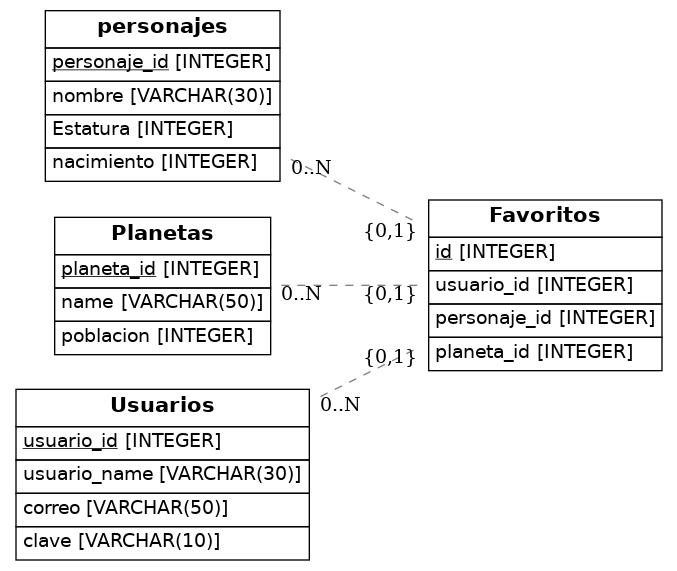 personajes
personaje_id [INTEGER]
nombre [VARCHAR(30)]
Estatura [INTEGER]
nacimiento [INTEGER]
0..N
{0,1}
Planetas
planeta_id [INTEGER]
name [VARCHAR(50)]
poblacion [INTEGER]
0..N
{0,1}
Usuarios
usuario_id [INTEGER]
usuario_name [VARCHAR(30)]
correo [VARCHAR(50)]
clave [VARCHAR(10)]
0..N
{0,1}
Favoritos
id [INTEGER]
usuario_id [INTEGER]
personaje_id [INTEGER]
planeta_id [INTEGER]